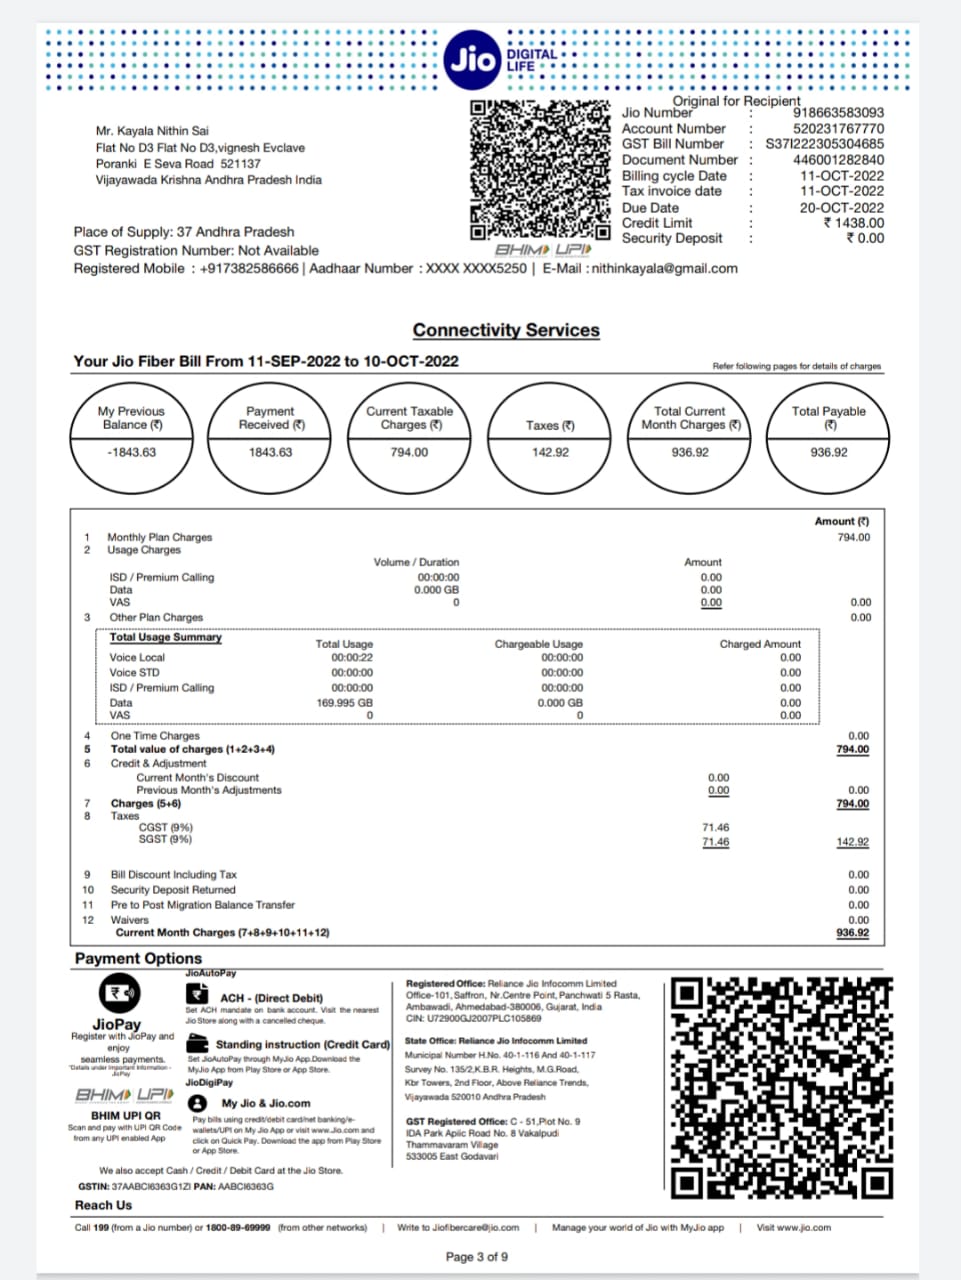 Jio DIGITAL LIFE
Original for Recipient
Mr. Kayala Nithin Sai
Flat No D3 Flat No D3,vignesh Evclave
Poranki E Seva Road 521137
Vijayawada Krishna Andhra Pradesh India
Jio Number : 918663583093
Account Number : 520231767770
GST Bill Number : S37I222305304685
Document Number : 446001282840
Billing cycle Date : 11-OCT-2022
Tax invoice date : 11-OCT-2022
Due Date : 20-OCT-2022
Credit Limit : ₹ 1438.00
Security Deposit : ₹ 0.00
BHIM UPI
Place of Supply: 37 Andhra Pradesh
GST Registration Number: Not Available
Registered Mobile : +917382586666 | Aadhaar Number : XXXX XXXX5250 | E-Mail : nithinkayala@gmail.com
Connectivity Services
Your Jio Fiber Bill From 11-SEP-2022 to 10-OCT-2022
Refer following pages for details of charges
My Previous Balance (₹) -1843.63
Payment Received (₹) 1843.63
Current Taxable Charges (₹) 794.00
Taxes (₹) 142.92
Total Current Month Charges (₹) 936.92
Total Payable (₹) 936.92
Amount (₹)
1 Monthly Plan Charges 794.00
2 Usage Charges
Volume / Duration Amount
ISD / Premium Calling 00:00:00 0.00
Data 0.000 GB 0.00
VAS 0 0.00 0.00
3 Other Plan Charges 0.00
Total Usage Summary
Total Usage Chargeable Usage Charged Amount
Voice Local 00:00:22 00:00:00 0.00
Voice STD 00:00:00 00:00:00 0.00
ISD / Premium Calling 00:00:00 00:00:00 0.00
Data 169.995 GB 0.000 GB 0.00
VAS 0 0 0.00
4 One Time Charges 0.00
5 Total value of charges (1+2+3+4) 794.00
6 Credit & Adjustment
Current Month's Discount 0.00
Previous Month's Adjustments 0.00 0.00
7 Charges (5+6) 794.00
8 Taxes
CGST (9%) 71.46
SGST (9%) 71.46 142.92
9 Bill Discount Including Tax 0.00
10 Security Deposit Returned 0.00
11 Pre to Post Migration Balance Transfer 0.00
12 Waivers 0.00
Current Month Charges (7+8+9+10+11+12) 936.92
Payment Options
JioPay
Register with JioPay and
enjoy
seamless payments.
*Details under Important Information -
JioPay
BHIM UPI
BHIM UPI QR
Scan and pay with UPI QR Code
from any UPI enabled App
JioAutoPay
ACH - (Direct Debit)
Set ACH mandate on bank account. Visit the nearest
Jio Store along with a cancelled cheque.
Standing instruction (Credit Card)
Set JioAutoPay through MyJio App.Download the
MyJio App from Play Store or App Store.
JioDigiPay
My Jio & Jio.com
Pay bills using credit/debit card/net banking/e-
wallets/UPI on My Jio App or visit www.Jio.com and
click on Quick Pay. Download the app from Play Store
or App Store.
Registered Office: Reliance Jio Infocomm Limited
Office-101, Saffron, Nr.Centre Point, Panchwati 5 Rasta,
Ambawadi, Ahmedabad-380006, Gujarat, India
CIN: U72900GJ2007PLC105869
State Office: Reliance Jio Infocomm Limited
Municipal Number H.No. 40-1-116 And 40-1-117
Survey No. 135/2,K.B.R. Heights, M.G.Road,
Kbr Towers, 2nd Floor, Above Reliance Trends,
Vijayawada 520010 Andhra Pradesh
GST Registered Office: C - 51,Plot No. 9
IDA Park Apiic Road No. 8 Vakalpudi
Thammavaram Village
533005 East Godavari
We also accept Cash / Credit / Debit Card at the Jio Store.
GSTIN: 37AABCI6363G1ZI PAN: AABCI6363G
Reach Us
Call 199 (from a Jio number) or 1800-89-69999 (from other networks) | Write to Jiofibercare@jio.com | Manage your world of Jio with MyJio app | Visit www.jio.com
Page 3 of 9